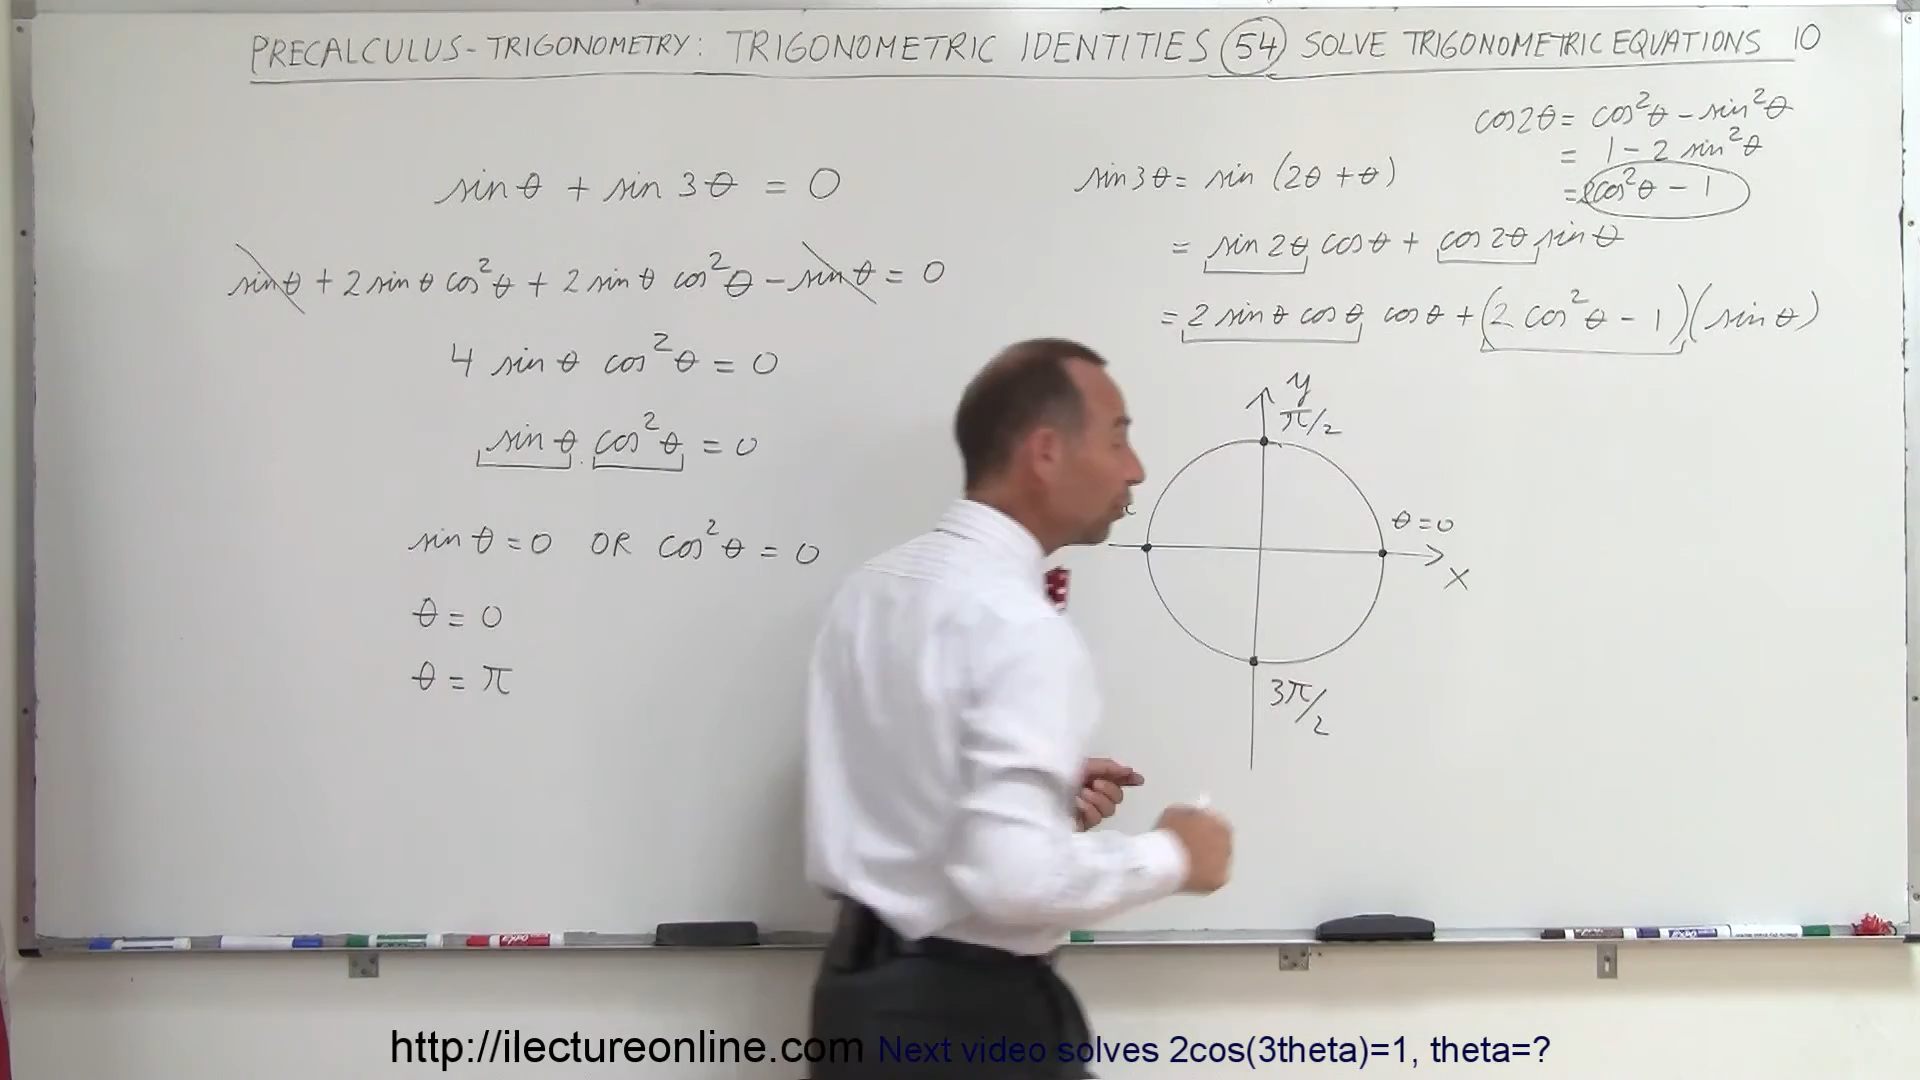 PRECALCULUS - TRIGONOMETRY: TRIGONOMETRIC IDENTITIES 54 SOLVE TRIGONOMETRIC EQUATIONS 10
sin θ + sin 3θ = 0
sin θ + 2 sin θ cos²θ + 2 sin θ cos²θ - sin θ = 0
4 sin θ cos²θ = 0
sin θ cos²θ = 0
sin θ = 0 OR cos²θ = 0
θ = 0
θ = π
cos2θ = cos²θ - sin²θ
= 1 - 2 sin²θ
= 2cos²θ - 1
sin 3θ = sin (2θ + θ)
= sin 2θ cos θ + cos 2θ sin θ
= 2 sin θ cos θ cos θ + (2 cos²θ - 1)(sin θ)
y
π/2
θ = 0
x
3π/2
http://ilectureonline.com Next video solves 2cos(3theta)=1, theta=?